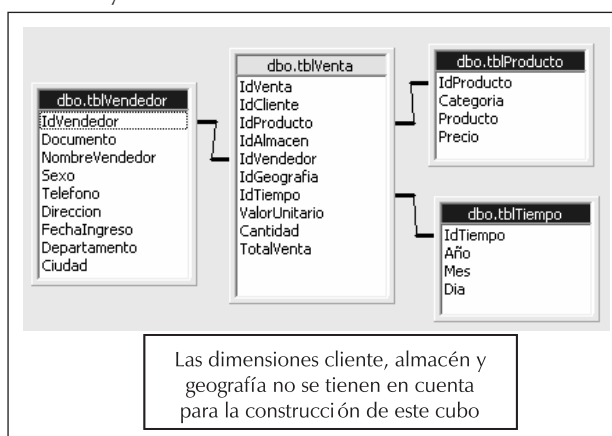 dbo.tblVendedor
IdVendedor
Documento
NombreVendedor
Sexo
Telefono
Direccion
FechaIngreso
Departamento
Ciudad
dbo.tblVenta
IdVenta
IdCliente
IdProducto
IdAlmacen
IdVendedor
IdGeografia
IdTiempo
ValorUnitario
Cantidad
TotalVenta
dbo.tblProducto
IdProducto
Categoria
Producto
Precio
dbo.tblTiempo
IdTiempo
Año
Mes
Dia
Las dimensiones cliente, almacén y
geografía no se tienen en cuenta
para la construcción de este cubo